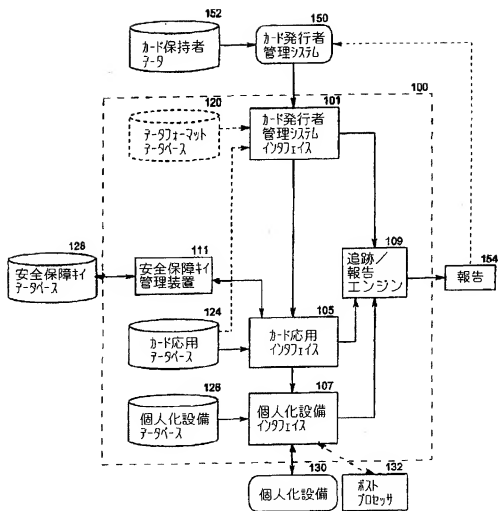 152
カード保持者
データ
150
カード発行者
管理システム
100
120
データフォーマット
データベース
101
カード発行者
管理システム
インタフェイス
128
安全保障キイ
データベース
111
安全保障キイ
管理装置
109
追跡/
報告
エンジン
154
報告
124
カード応用
データベース
105
カード応用
インタフェイス
126
個人化設備
データベース
107
個人化設備
インタフェイス
130
個人化設備
132
ポスト
プロセッサ